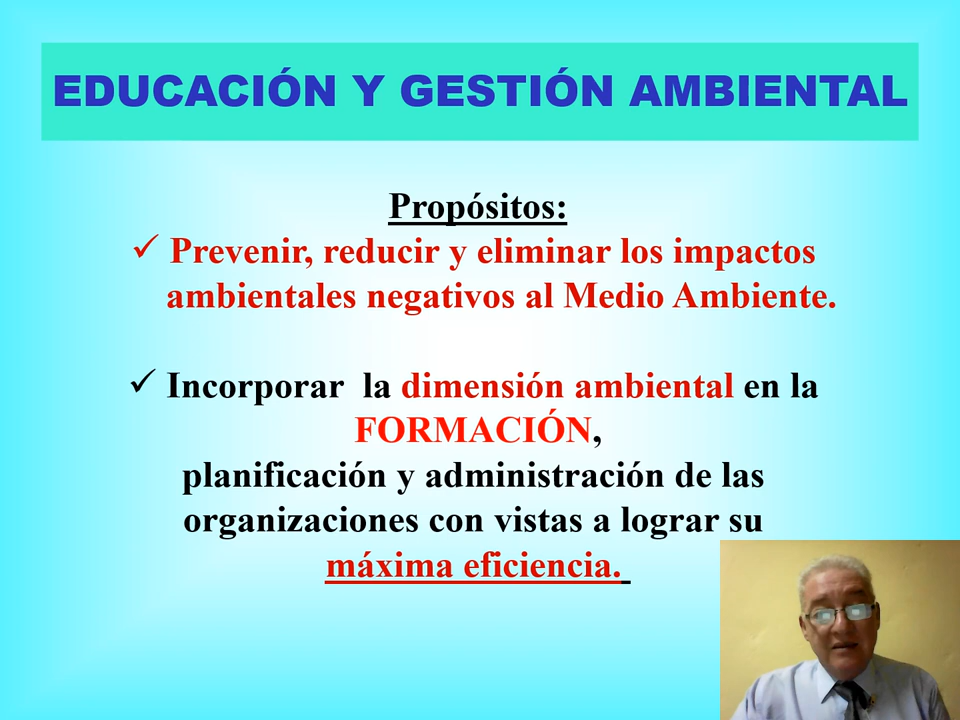 EDUCACIÓN Y GESTIÓN AMBIENTAL
Propósitos:
✓ Prevenir, reducir y eliminar los impactos
ambientales negativos al Medio Ambiente.
✓ Incorporar la dimensión ambiental en la
FORMACIÓN,
planificación y administración de las
organizaciones con vistas a lograr su
máxima eficiencia.